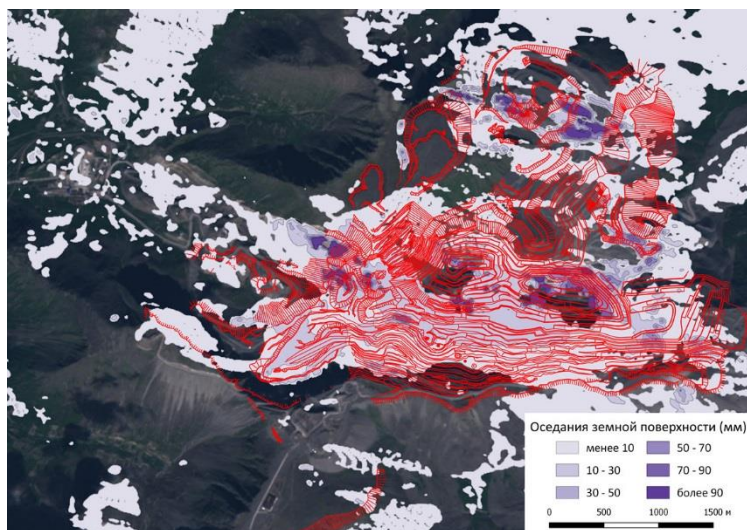 Оседания земной поверхности (мм)
менее 10 50 - 70
10 - 30 70 - 90
30 - 50 более 90
0 500 1000 1500 м